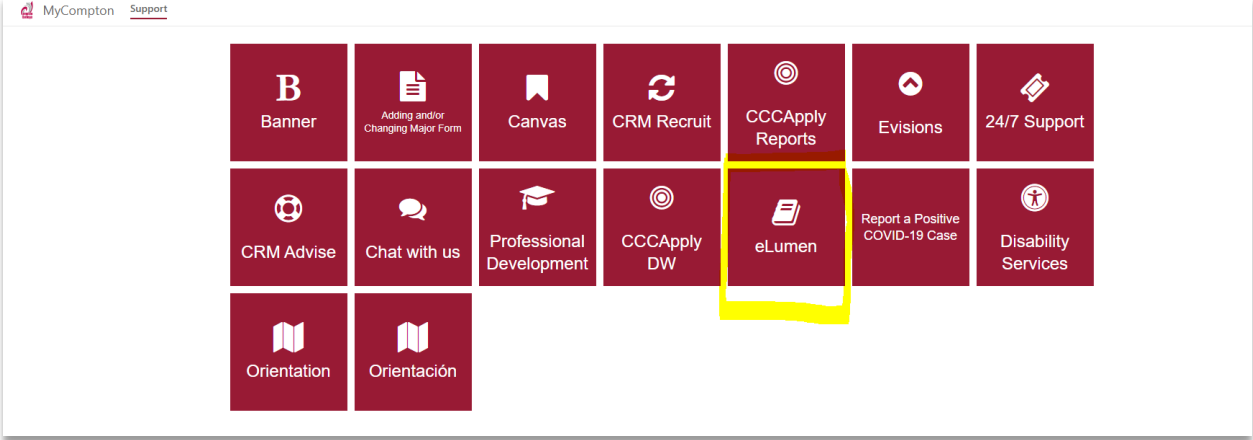 MyCompton Support
B
Banner
Adding and/or
Changing Major Form
Canvas
CRM Recruit
CCCApply
Reports
Evisions
24/7 Support
CRM Advise
Chat with us
Professional
Development
CCCApply
DW
eLumen
Report a Positive
COVID-19 Case
Disability
Services
Orientation
Orientación